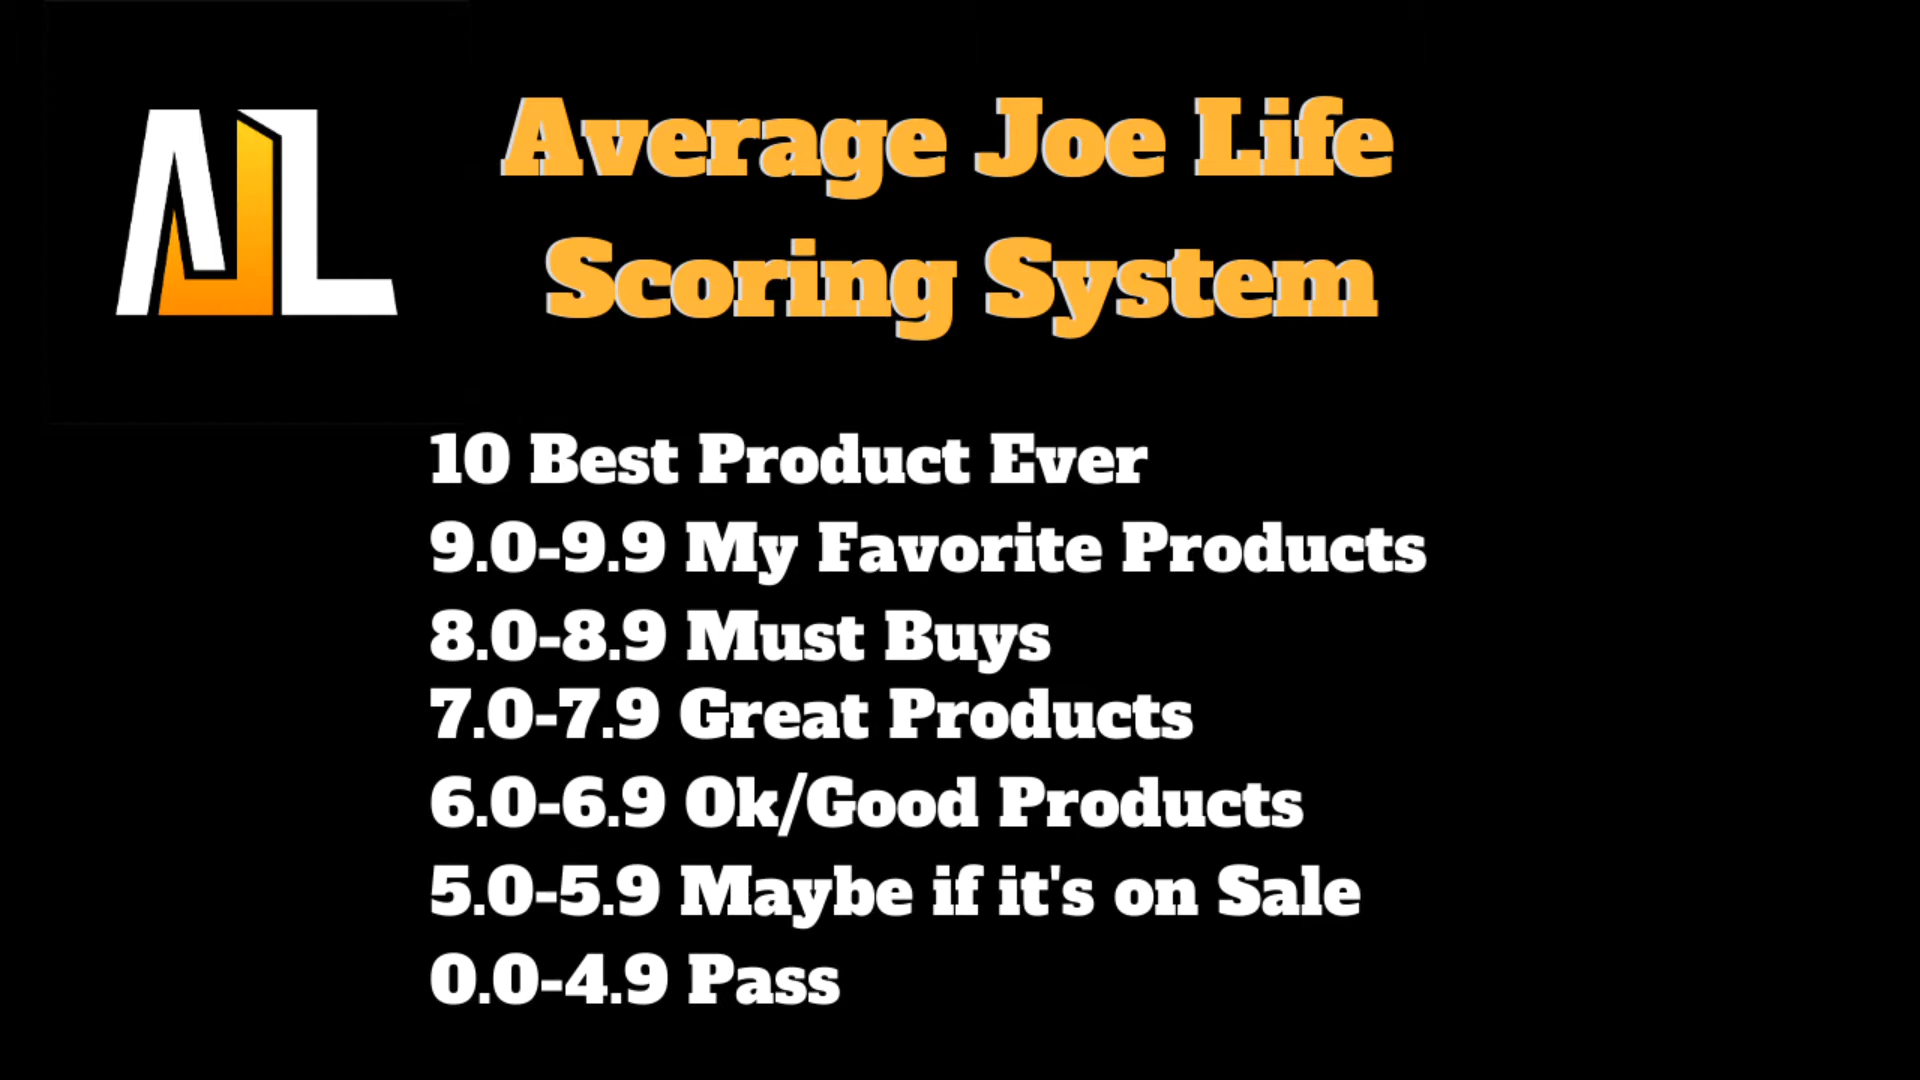 AJL
Average Joe Life
Scoring System
10 Best Product Ever
9.0-9.9 My Favorite Products
8.0-8.9 Must Buys
7.0-7.9 Great Products
6.0-6.9 Ok/Good Products
5.0-5.9 Maybe if it's on Sale
0.0-4.9 Pass